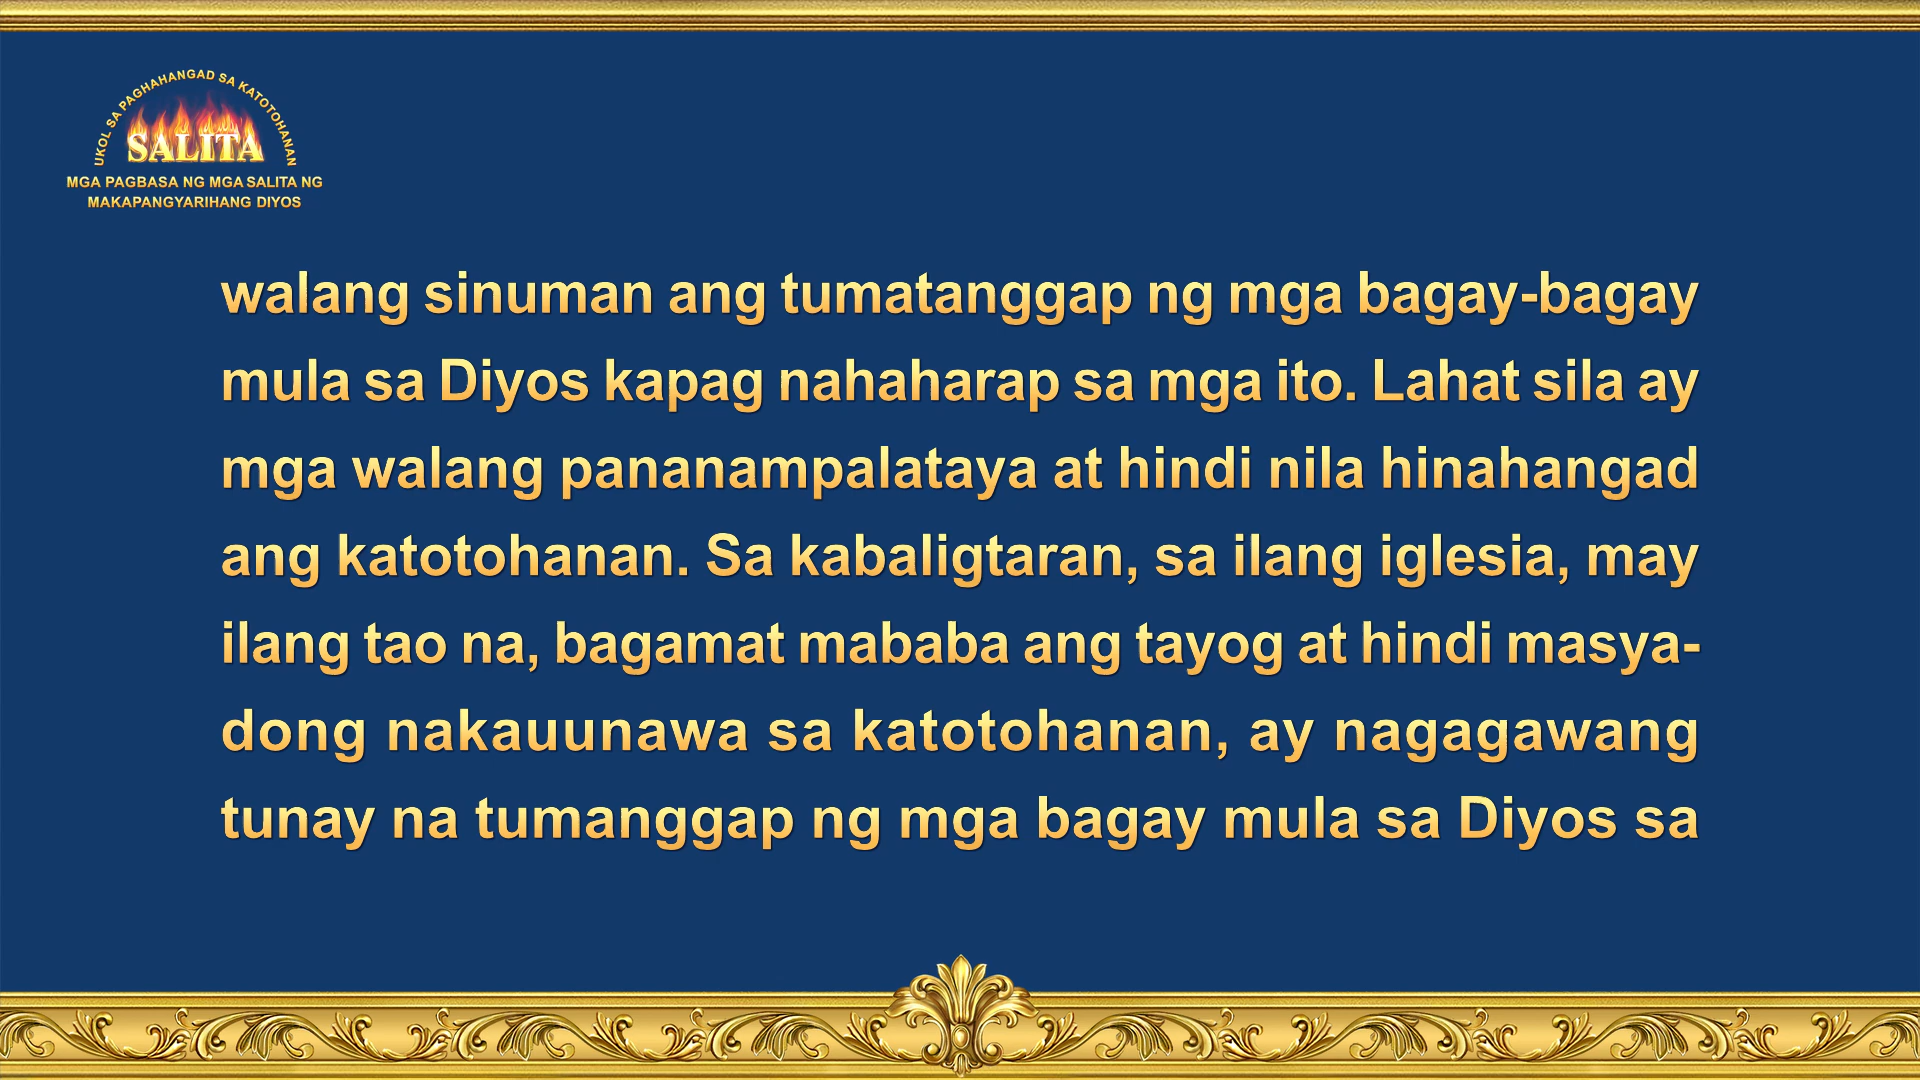 UKOL SA PAGHAHANGAD SA KATOTOHANAN
SALITA
MGA PAGBASA NG MGA SALITA NG
MAKAPANGYARIHANG DIYOS
walang sinuman ang tumatanggap ng mga bagay-bagay
mula sa Diyos kapag nahaharap sa mga ito. Lahat sila ay
mga walang pananampalataya at hindi nila hinahangad
ang katotohanan. Sa kabaligtaran, sa ilang iglesia, may
ilang tao na, bagamat mababa ang tayog at hindi masya-
dong nakauunawa sa katotohanan, ay nagagawang
tunay na tumanggap ng mga bagay mula sa Diyos sa